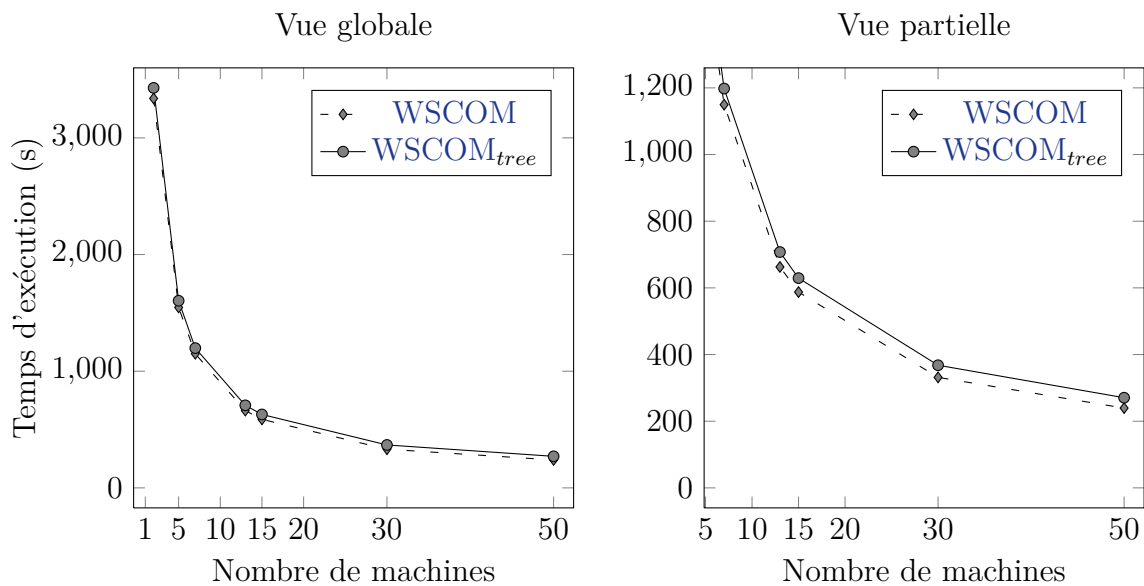 Vue globale
Temps d'exécution (s)
3,000
2,000
1,000
0
1 5 10 15 20 30 50
Nombre de machines
WSCOM
WSCOMtree
Vue partielle
1,200
1,000
800
600
400
200
0
5 10 15 20 30 50
Nombre de machines
WSCOM
WSCOMtree